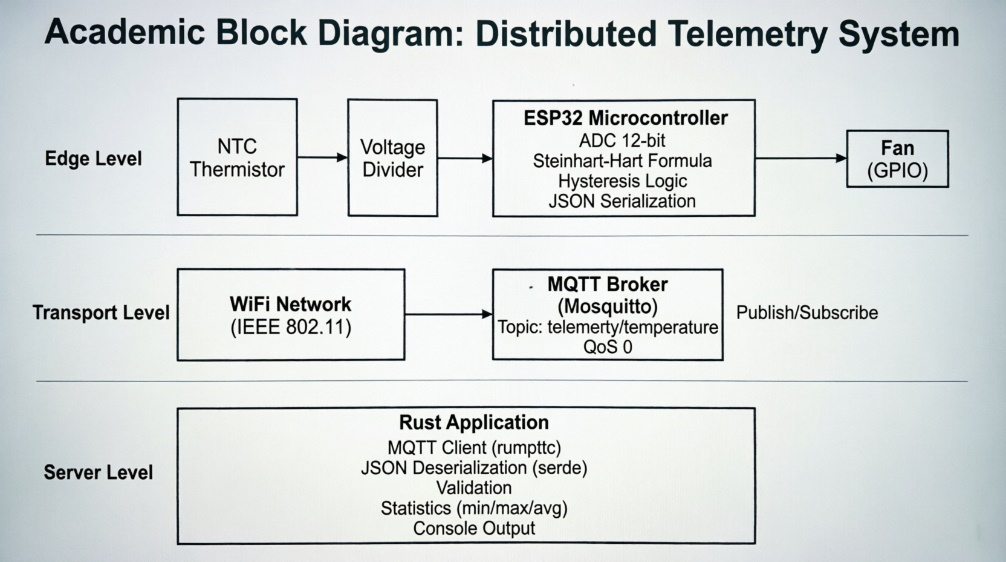 Academic Block Diagram: Distributed Telemetry System
Edge Level
NTC
Thermistor
Voltage
Divider
ESP32 Microcontroller
ADC 12-bit
Steinhart-Hart Formula
Hysteresis Logic
JSON Serialization
Fan
(GPIO)
Transport Level
WiFi Network
(IEEE 802.11)
MQTT Broker
(Mosquitto)
Topic: telemerty/temperature
QoS 0
Publish/Subscribe
Server Level
Rust Application
MQTT Client (rumpttc)
JSON Deserialization (serde)
Validation
Statistics (min/max/avg)
Console Output